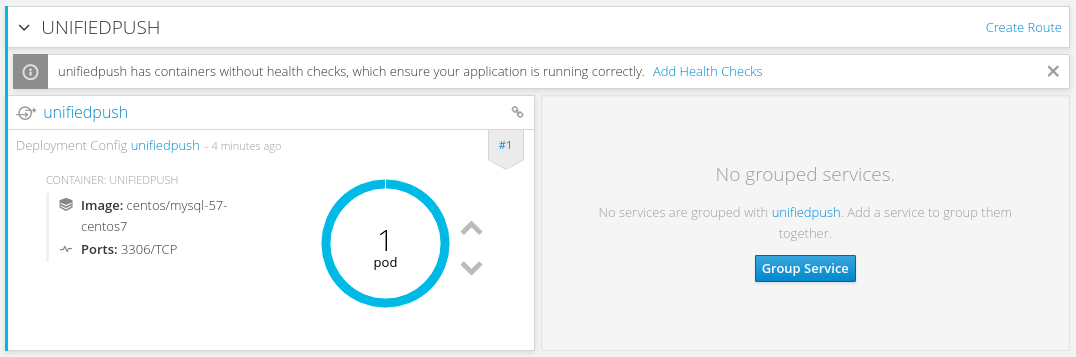 UNIFIEDPUSH
Create Route
unifiedpush has containers without health checks, which ensure your application is running correctly. Add Health Checks
unifiedpush
Deployment Config unifiedpush – 4 minutes ago
#1
CONTAINER: UNIFIEDPUSH
Image: centos/mysql-57-
centos7
Ports: 3306/TCP
1
pod
No grouped services.
No services are grouped with unifiedpush. Add a service to group them
together.
Group Service